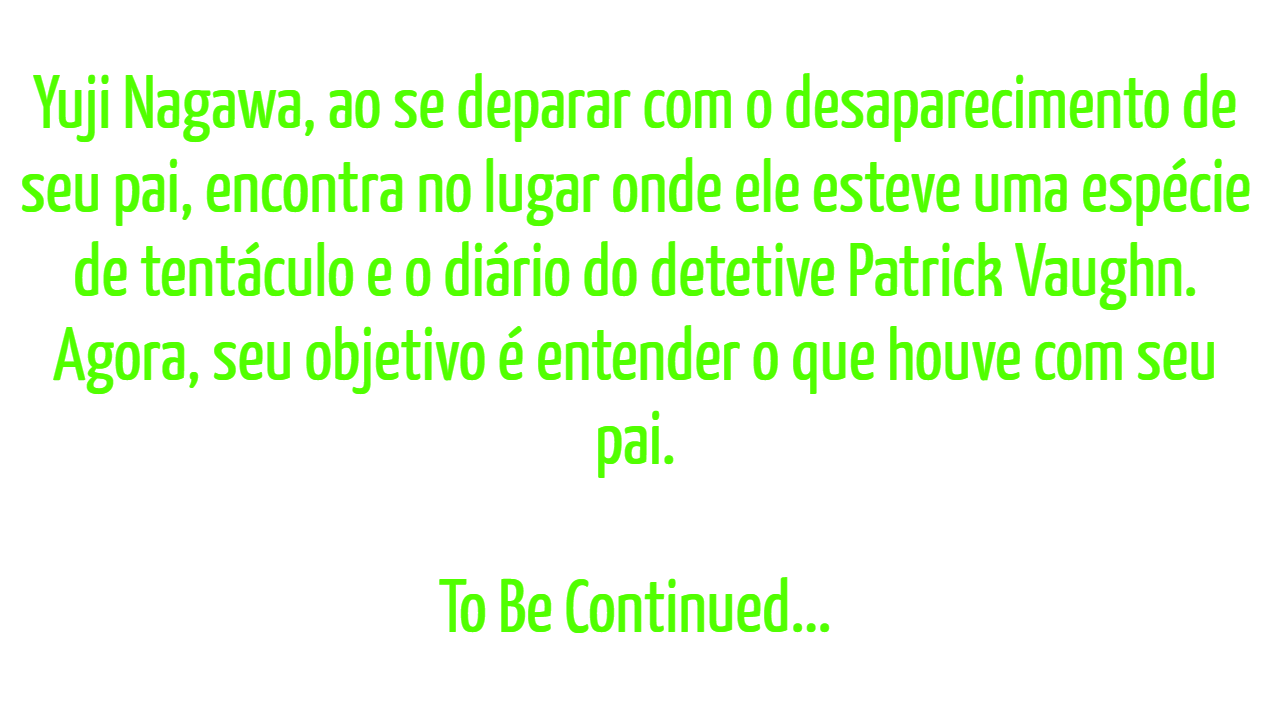 Yuji Nagawa, ao se deparar com o desaparecimento de
seu pai, encontra no lugar onde ele esteve uma espécie
de tentáculo e o diário do detetive Patrick Vaughn.
Agora, seu objetivo é entender o que houve com seu
pai.
To Be Continued...